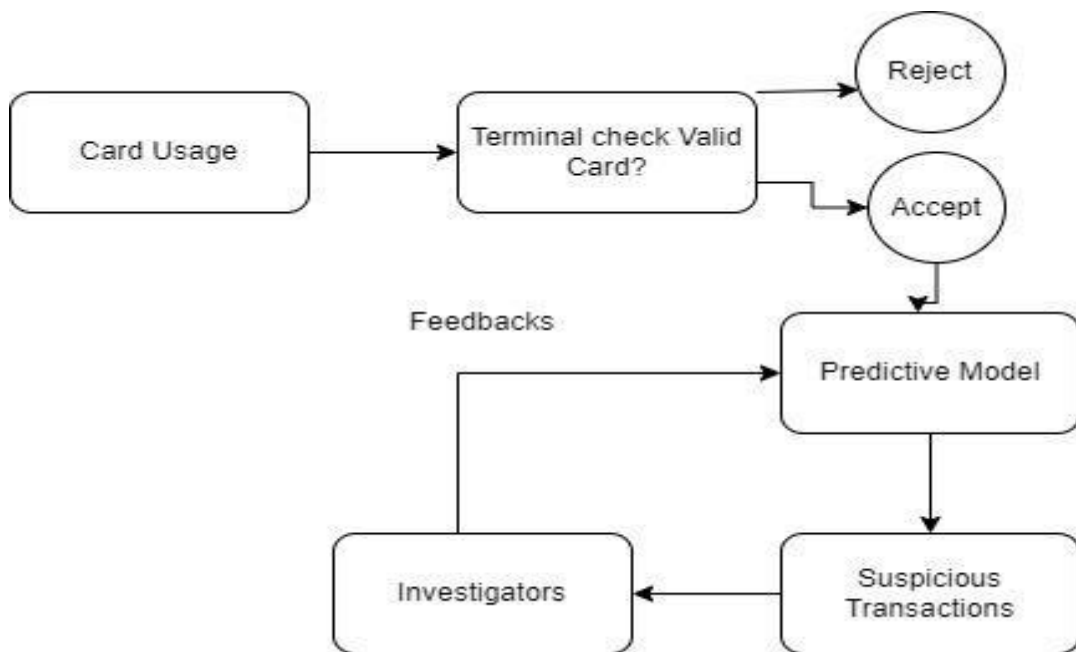 Reject
Card Usage
Terminal check Valid
Card?
Accept
Feedbacks
Predictive Model
Investigators
Suspicious
Transactions